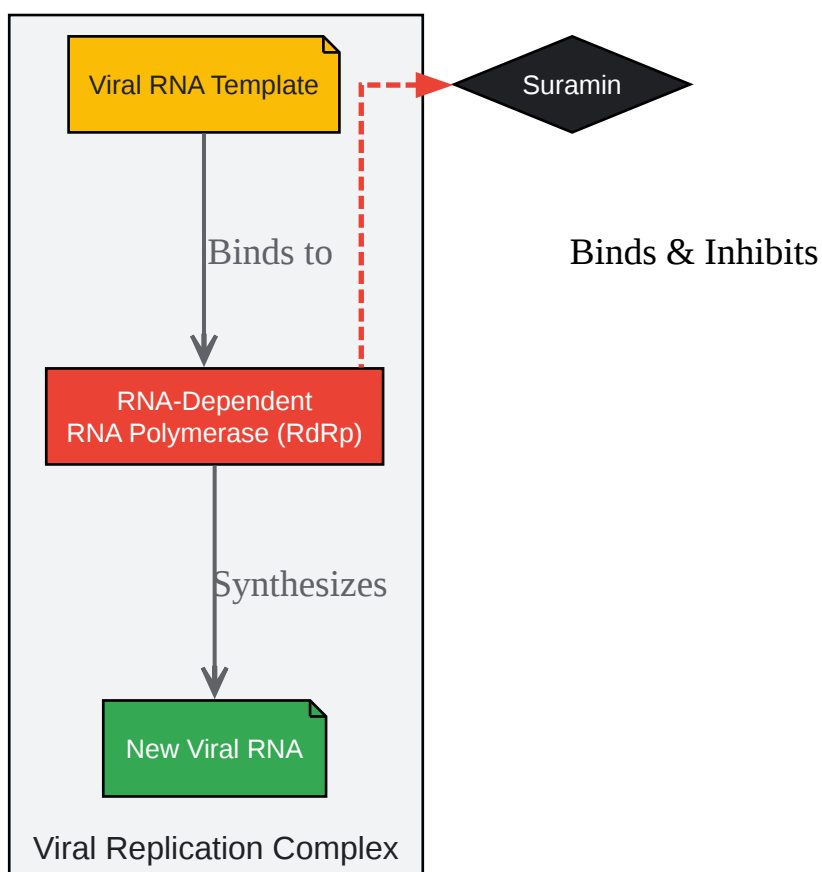 Viral RNA Template
Suramin
Binds to
Binds & Inhibits
RNA-Dependent
RNA Polymerase (RdRp)
Synthesizes
New Viral RNA
Viral Replication Complex